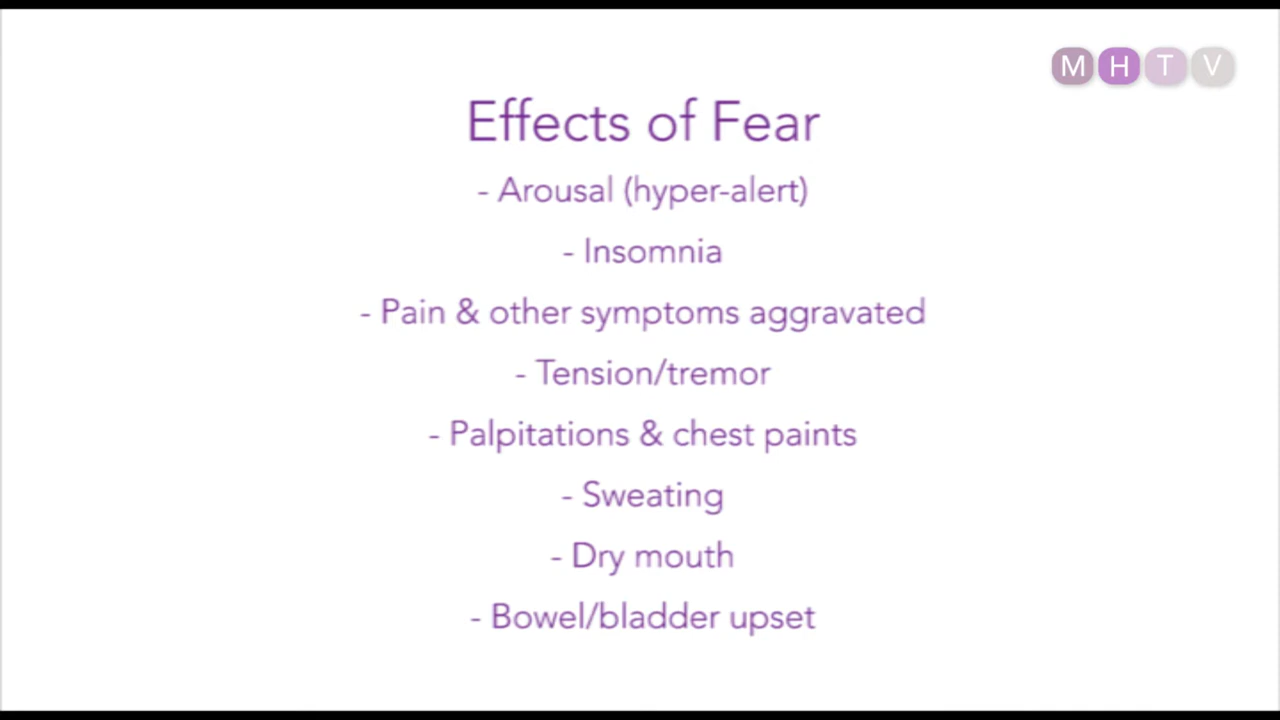 MHTV
Effects of Fear
- Arousal (hyper-alert)
- Insomnia
- Pain & other symptoms aggravated
- Tension/tremor
- Palpitations & chest paints
- Sweating
- Dry mouth
- Bowel/bladder upset